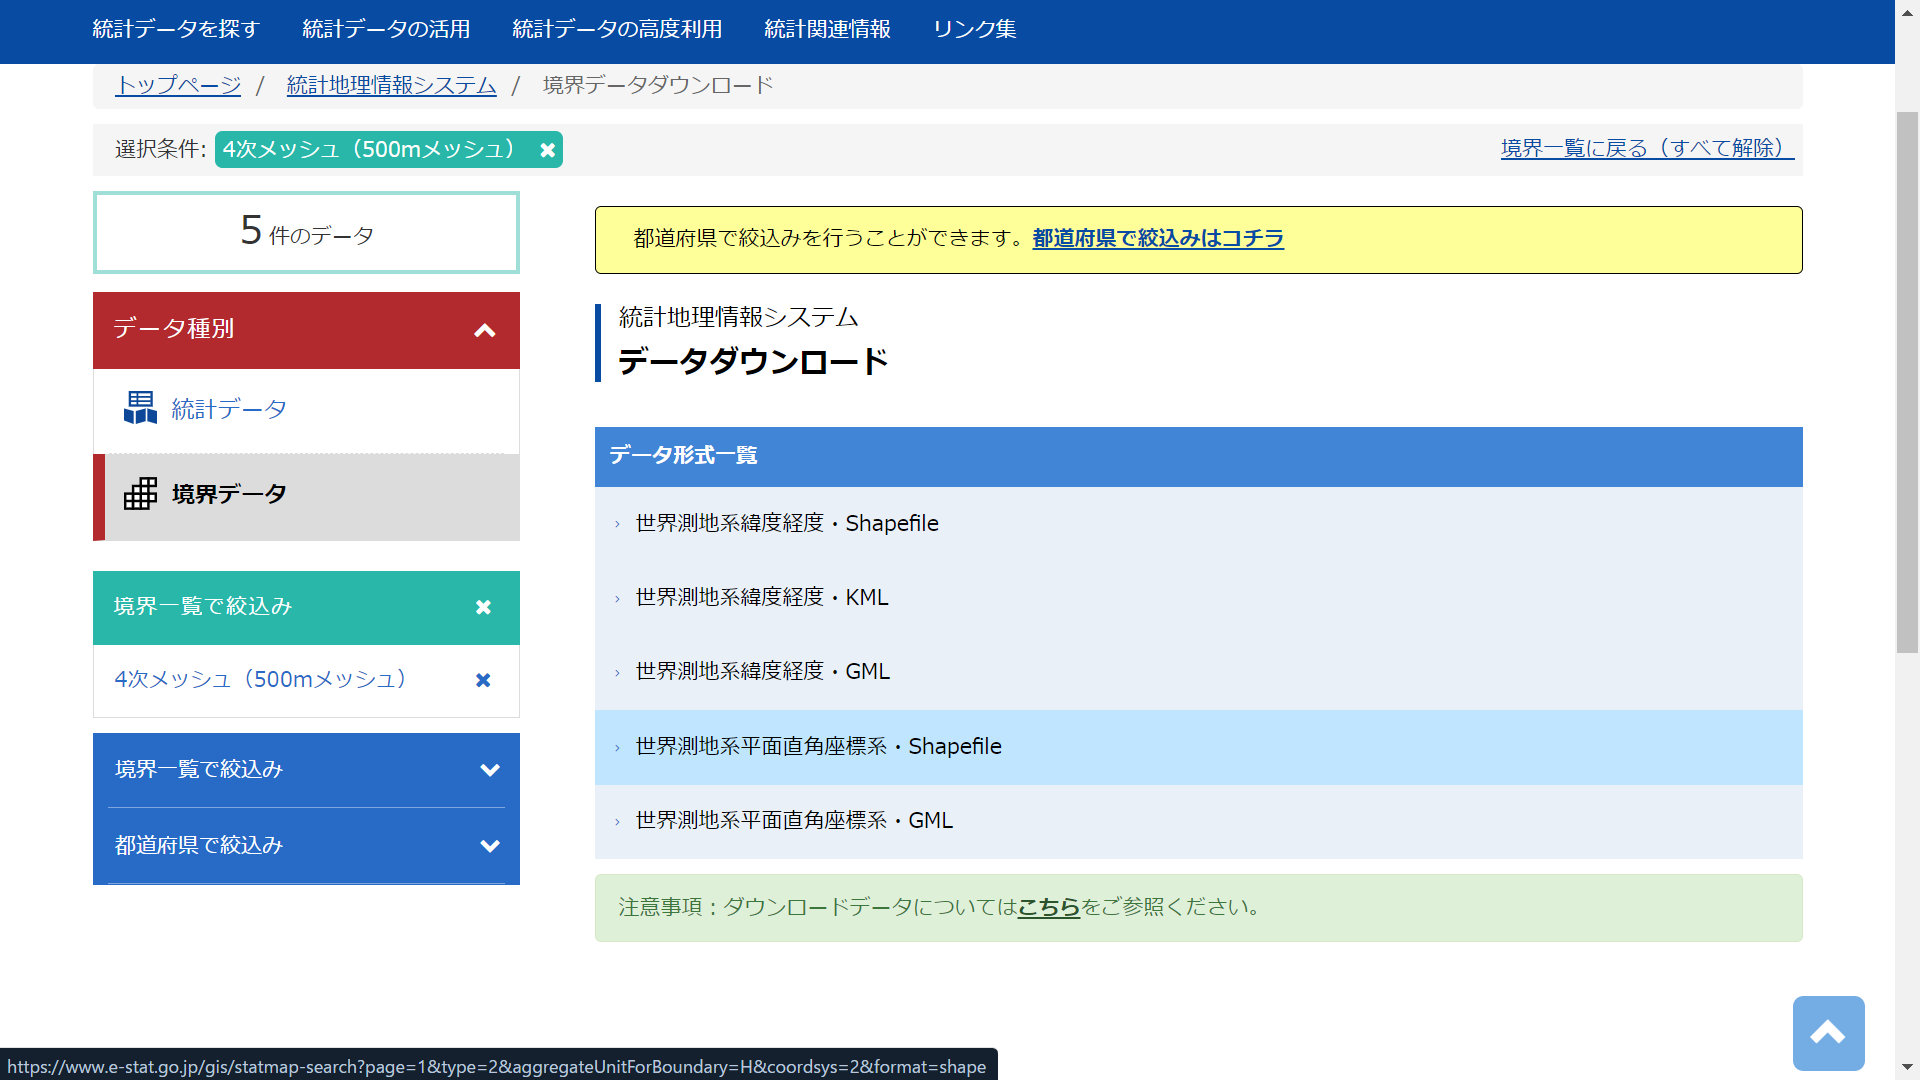 統計データを探す 統計データの活用 統計データの高度利用 統計関連情報 リンク集
トップページ / 統計地理情報システム / 境界データダウンロード
選択条件: 4次メッシュ（500mメッシュ） ✖ 境界一覧に戻る（すべて解除）
5 件のデータ
データ種別
統計データ
境界データ
境界一覧で絞込み ✖
4次メッシュ（500mメッシュ） ✖
境界一覧で絞込み
都道府県で絞込み
都道府県で絞込みを行うことができます。都道府県で絞込みはコチラ
統計地理情報システム
データダウンロード
データ形式一覧
› 世界測地系緯度経度・Shapefile
› 世界測地系緯度経度・KML
› 世界測地系緯度経度・GML
› 世界測地系平面直角座標系・Shapefile
› 世界測地系平面直角座標系・GML
注意事項：ダウンロードデータについてはこちらをご参照ください。
https://www.e-stat.go.jp/gis/statmap-search?page=1&type=2&aggregateUnitForBoundary=H&coordsys=2&format=shape